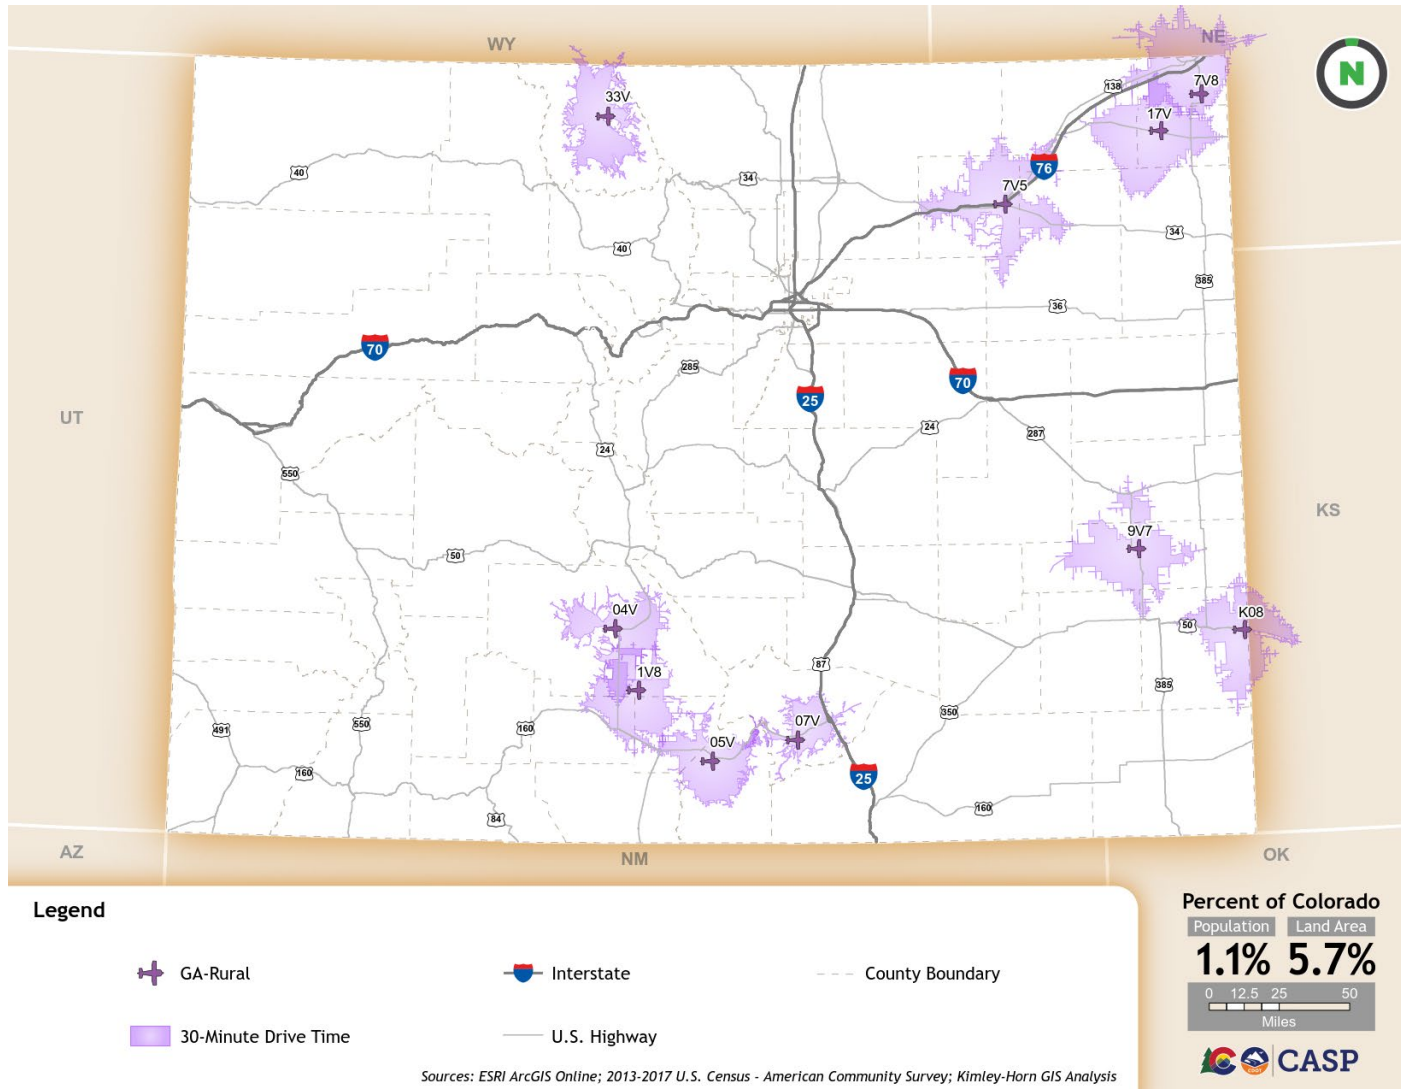 WY
NE
N
33V
138
7V8
17V
76
40
34
7V5
34
40
385
36
70
285
70
25
24
287
UT
24
550
KS
9V7
50
04V
K08
50
87
1V8
385
350
07V
491
550
160
05V
25
160
160
84
AZ
NM
OK
Legend
GA-Rural
Interstate
County Boundary
30-Minute Drive Time
U.S. Highway
Percent of Colorado
Population Land Area
1.1% 5.7%
0 12.5 25 50
Miles
CASP
Sources: ESRI ArcGIS Online; 2013-2017 U.S. Census - American Community Survey; Kimley-Horn GIS Analysis